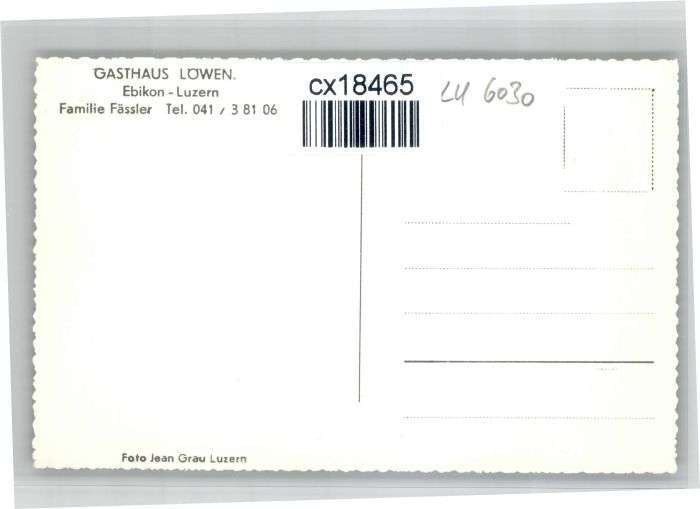 GASTHAUS LÖWEN.
Ebikon - Luzern
Familie Fässler Tel. 041 / 3 81 06
cx18465
LU 6030
Foto Jean Grau Luzern